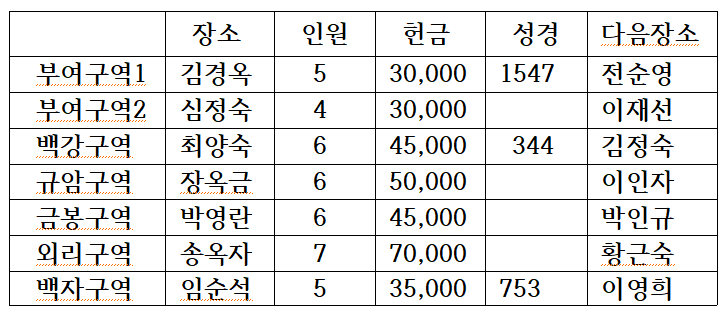 장소 인원 헌금 성경 다음장소
부여구역1 김경옥 5 30,000 1547 전순영
부여구역2 심정숙 4 30,000 이재선
백강구역 최양숙 6 45,000 344 김정숙
규암구역 장옥금 6 50,000 이인자
금봉구역 박영란 6 45,000 박인규
외리구역 송옥자 7 70,000 황근숙
백자구역 임순석 5 35,000 753 이영희